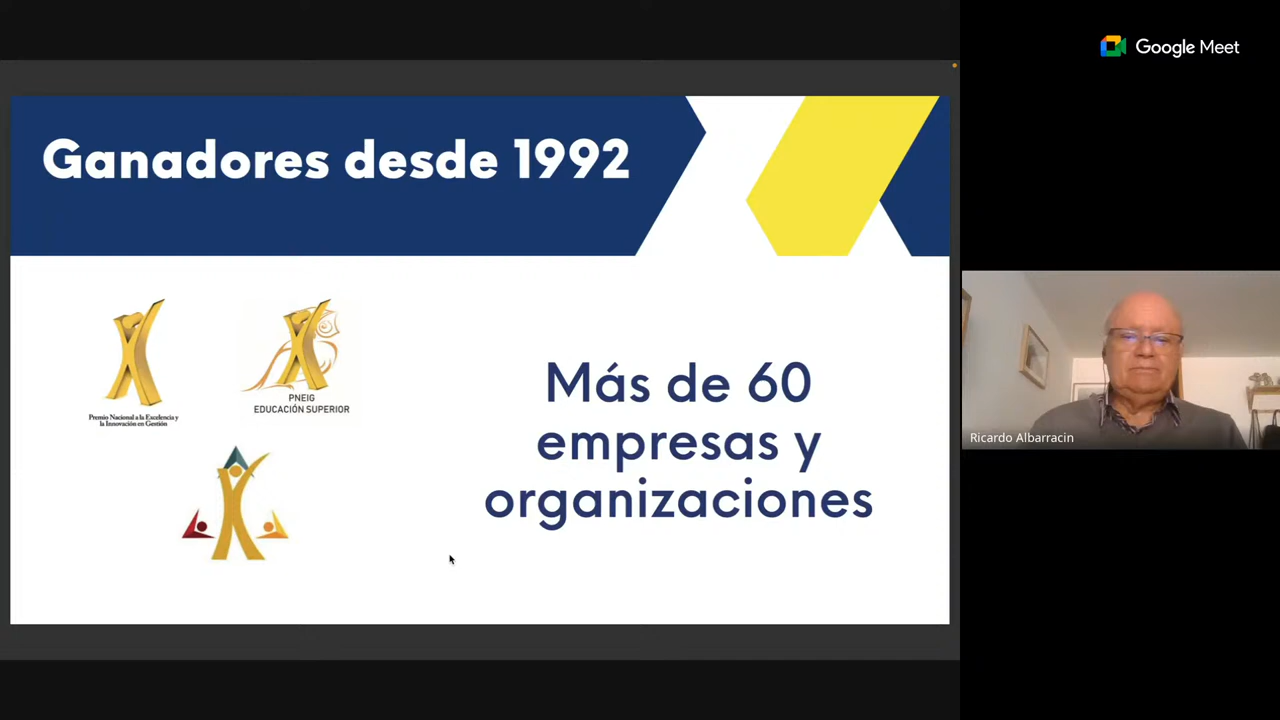 Google Meet
Ganadores desde 1992
Premio Nacional a la Excelencia y
la Innovación en Gestión
PNEIG
EDUCACIÓN SUPERIOR
Más de 60
empresas y
organizaciones
Ricardo Albarracin